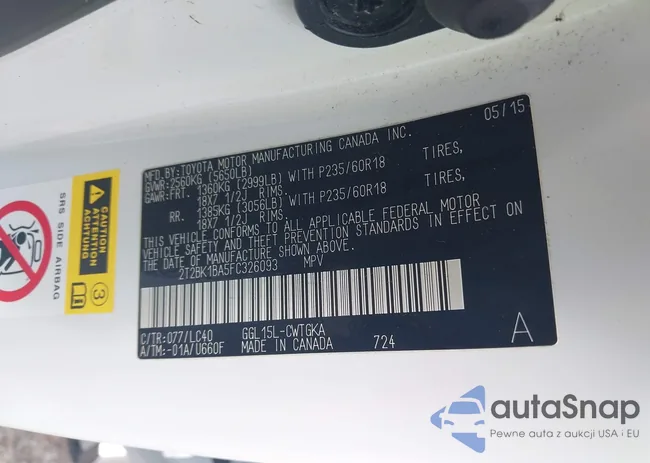 05/15
MFD.BY:TOYOTA MOTOR MANUFACTURING CANADA INC.
GVWR:2560KG (5650LB)
GAWR:FRT. 1360KG (2999LB) WITH P235/60R18 TIRES,
18X7 1/2J RIMS.
RR. 1385KG (3056LB) WITH P235/60R18 TIRES,
18X7 1/2J RIMS.
THIS VEHICLE CONFORMS TO ALL APPLICABLE FEDERAL MOTOR
VEHICLE SAFETY AND THEFT PREVENTION STANDARDS IN EFFECT ON
THE DATE OF MANUFACTURE SHOWN ABOVE.
2T2BK1BA5FC326093 MPV
C/TR:077/LC40 GGL15L-CWTGKA
A/TM:-01A/U660F MADE IN CANADA 724 A
SRS SIDE AIRBAG
CAUTION
ATTENTION
ACHTUNG
3
autaSnap
Pewne auta z aukcji USA i EU